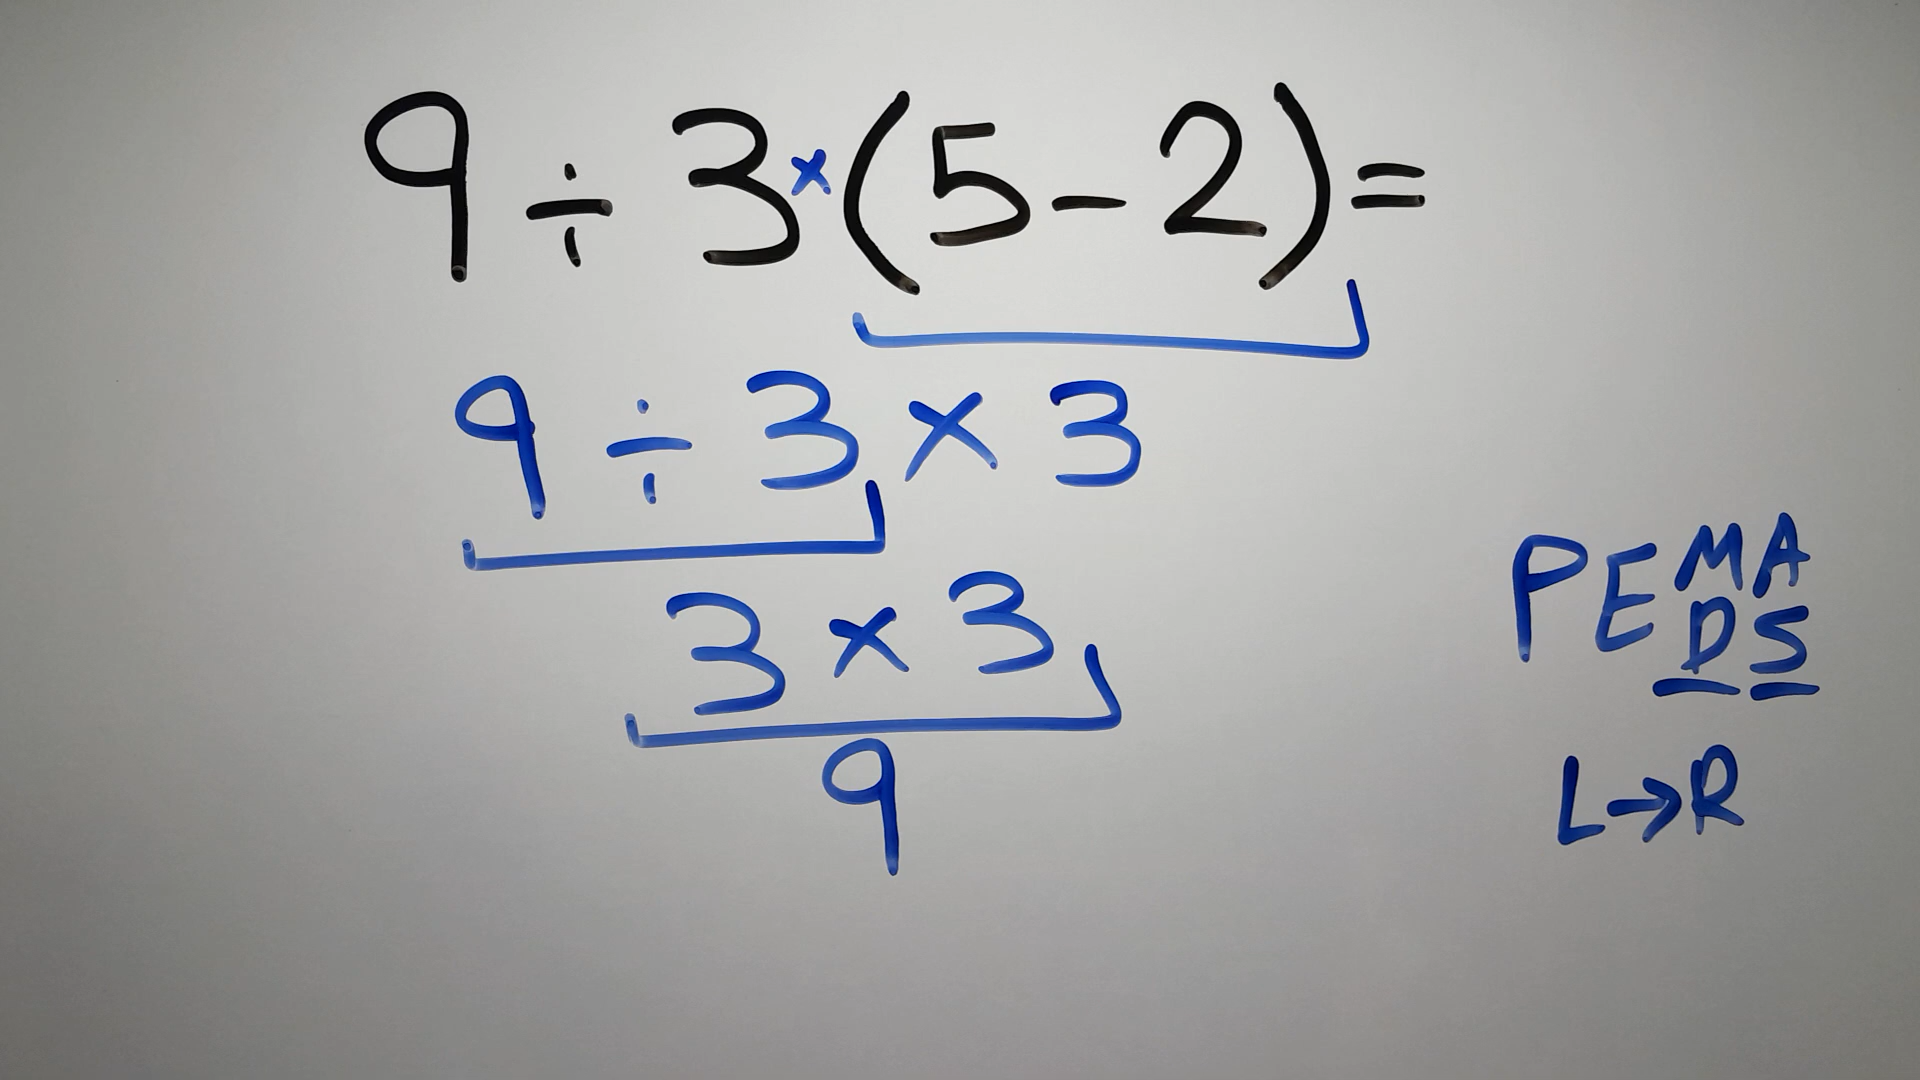 9 ÷ 3 × (5 - 2) =
9 ÷ 3 × 3
3 × 3
9
PEMA
DS
L→R